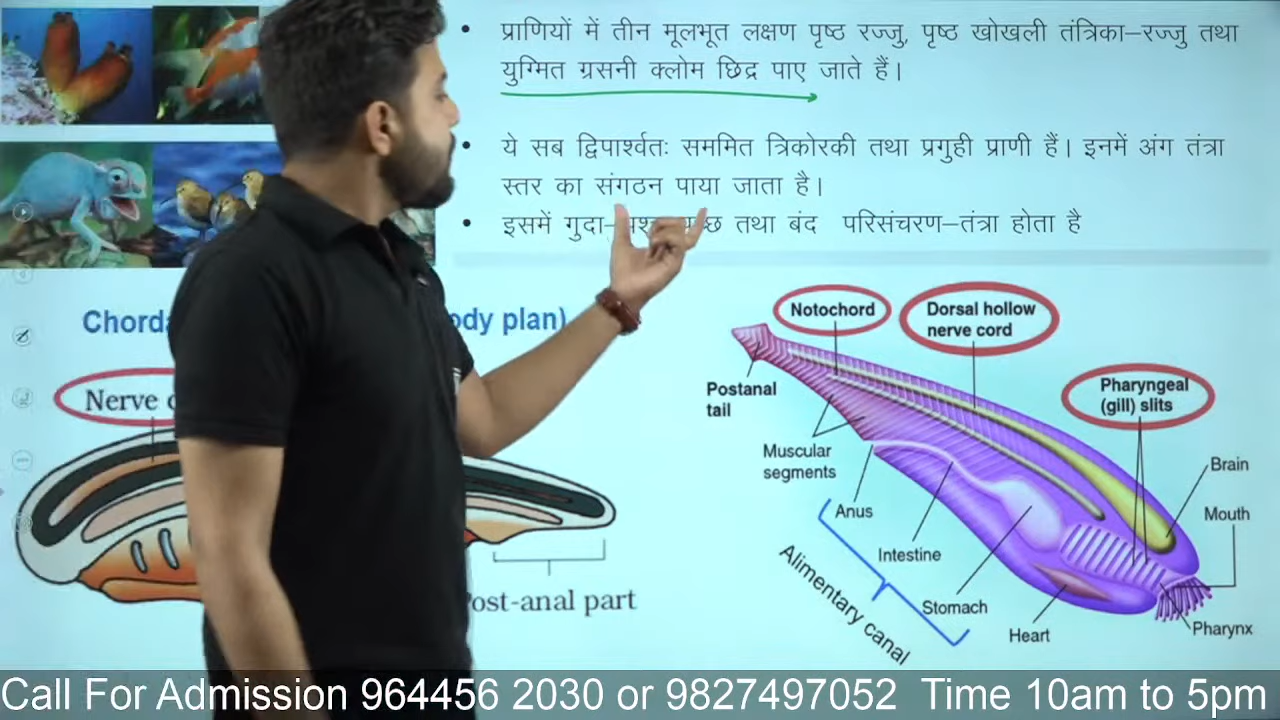 प्राणियों में तीन मूलभूत लक्षण पृष्ठ रज्जु, पृष्ठ खोखली तंत्रिका–रज्जु तथा
युग्मित ग्रसनी क्लोम छिद्र पाए जाते हैं।
ये सब द्विपार्श्वतः सममित त्रिकोरकी तथा प्रगुही प्राणी हैं। इनमें अंग तंत्रा
स्तर का संगठन पाया जाता है।
इसमें गुदा– तथा बंद परिसंचरण–तंत्रा होता है
ody plan)
Nerve
ost-anal part
Notochord
Dorsal hollow
nerve cord
Pharyngeal
(gill) slits
Postanal
tail
Muscular
segments
Brain
Mouth
Anus
Intestine
Stomach
Alimentary canal
Heart
Pharynx
Call For Admission 964456 2030 or 9827497052 Time 10am to 5pm